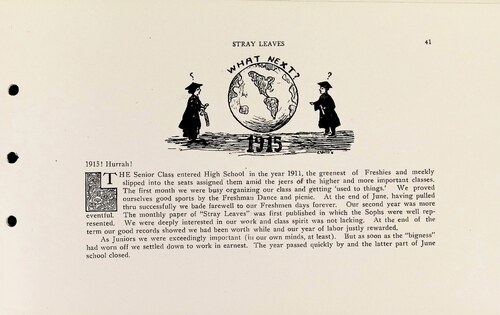 STRAY LEAVES
41
WHAT NEXT?
?
?
1915
1915! Hurrah!
THE Senior Class entered High School in the year 1911, the greenest of Freshies and meekly
slipped into the seats assigned them amid the jeers of the higher and more important classes.
The first month we were busy organizing our class and getting 'used to things.' We proved
ourselves good sports by the Freshman Dance and picnic. At the end of June, having pulled
thru successfully we bade farewell to our Freshmen days forever. Our second year was more
eventful. The monthly paper of "Stray Leaves" was first published in which the Sophs were well rep-
resented. We were deeply interested in our work and class spirit was not lacking. At the end of the
term our good records showed we had been worth while and our year of labor justly rewarded.
As Juniors we were exceedingly important (in our own minds, at least). But as soon as the "bigness"
had worn off we settled down to work in earnest. The year passed quickly by and the latter part of June
school closed.